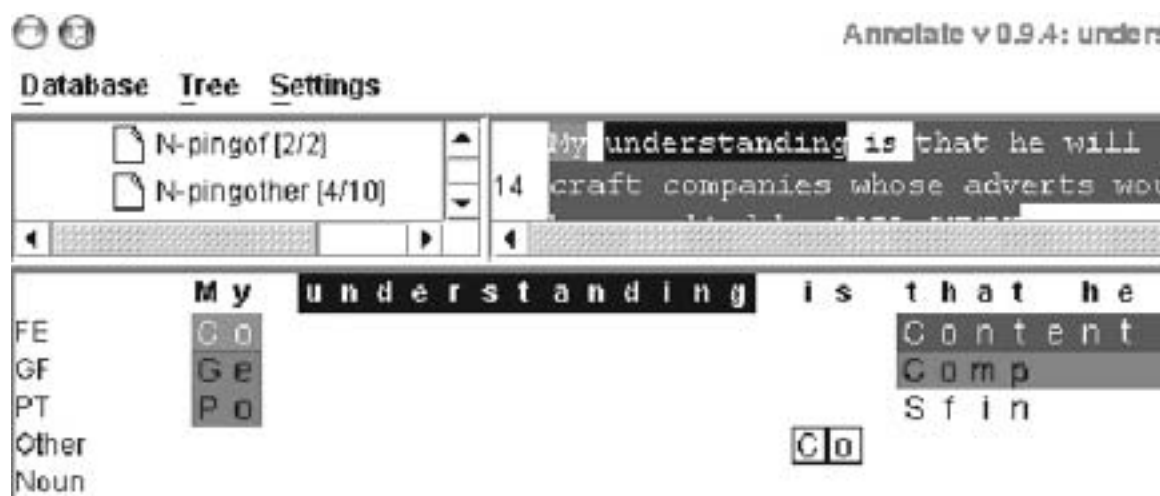 Annotate v 0.9.4: unders
Database Tree Settings
N-pingof [2/2]
N-pingother [4/10]
My understanding is that he will
14 craft companies whose adverts wou
My understanding is that he
FE Co Content
GF Ge Comp
PT Po Sfin
Other Co
Noun